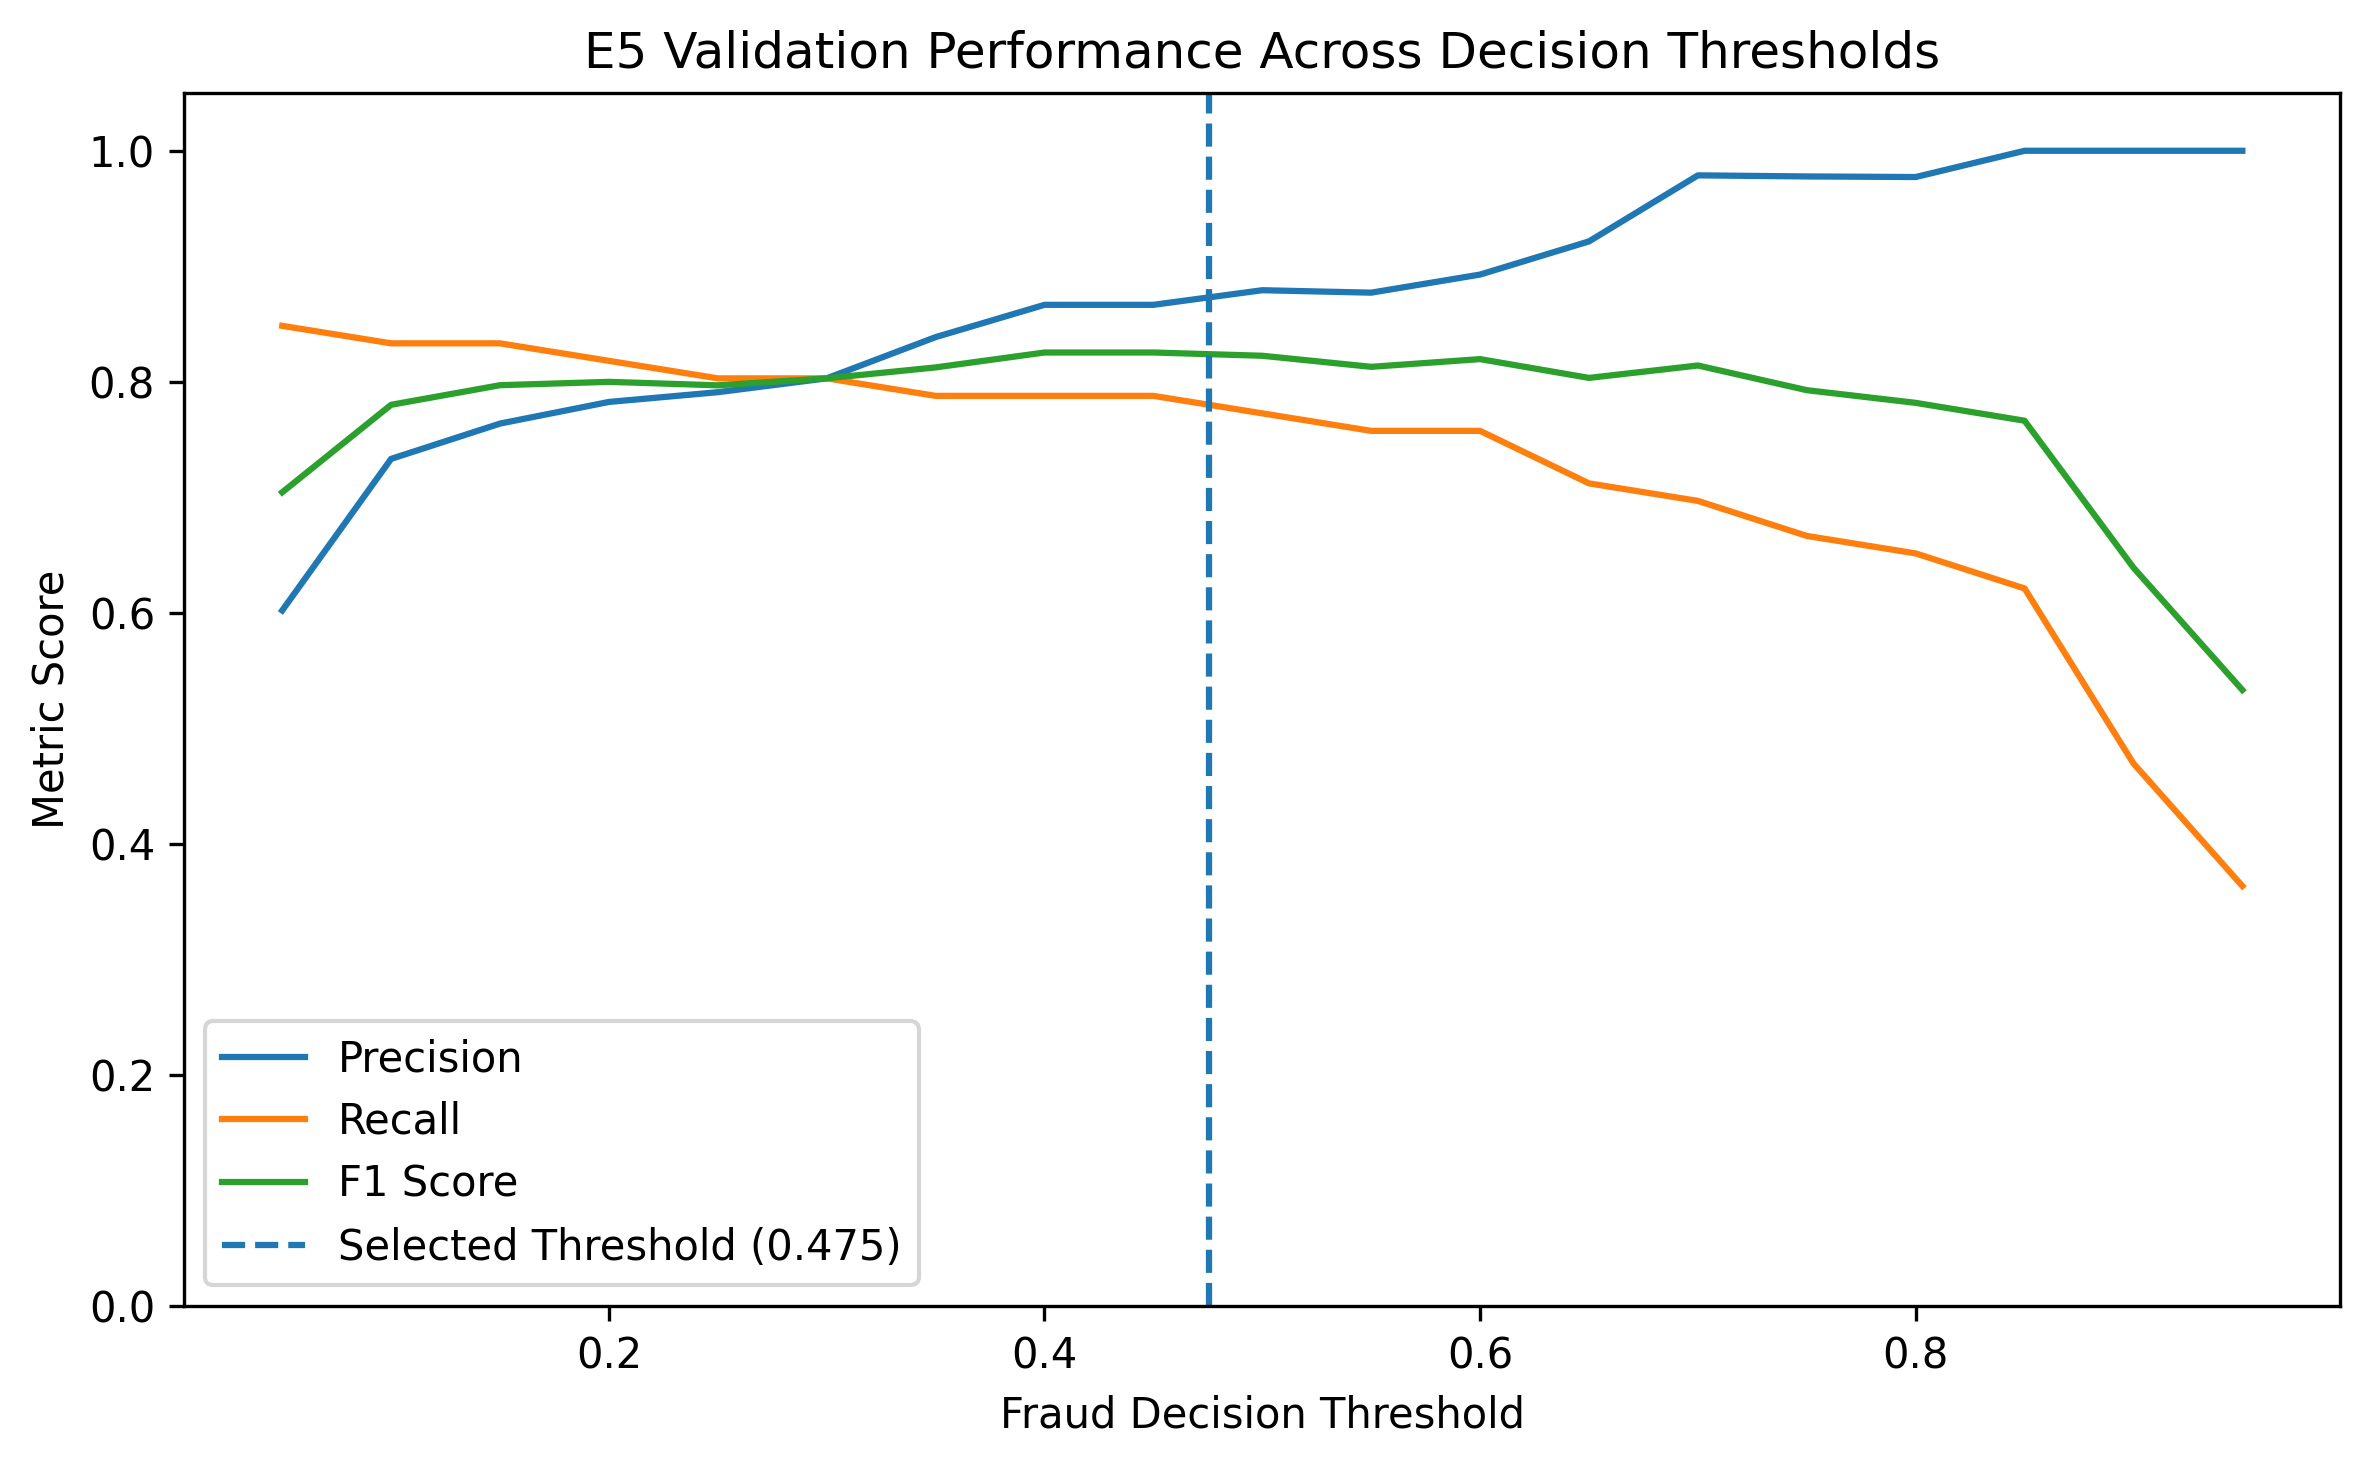 E5 Validation Performance Across Decision Thresholds
1.0
0.8
0.6
0.4
0.2
0.0
Metric Score
Precision
Recall
F1 Score
Selected Threshold (0.475)
0.2 0.4 0.6 0.8
Fraud Decision Threshold